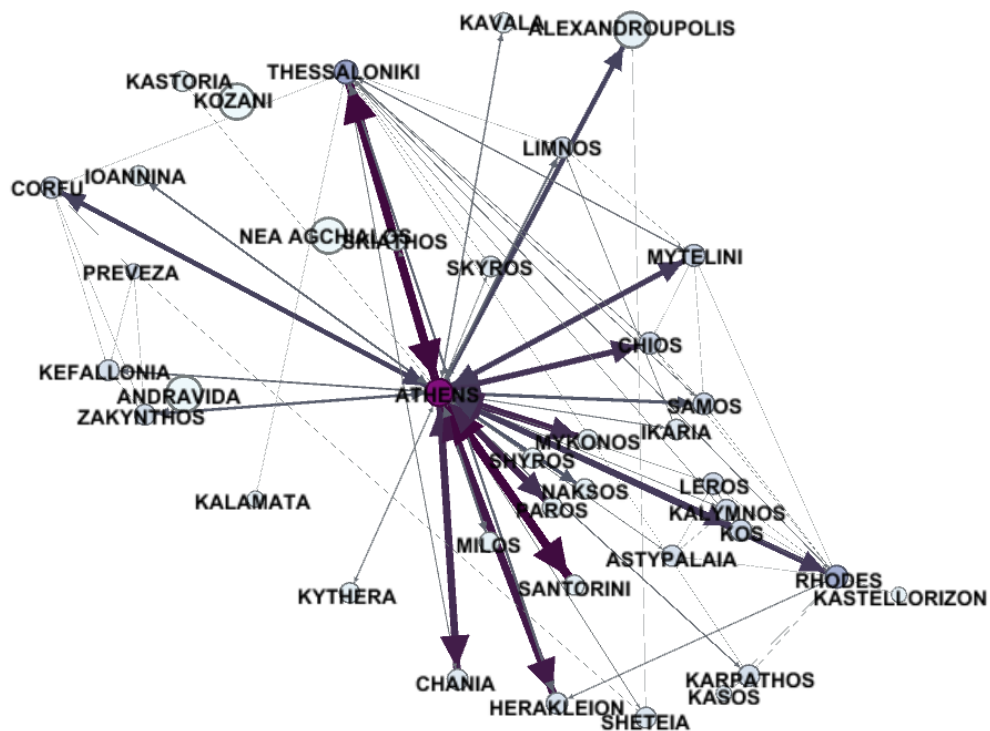 KAVALA
ALEXANDROUPOLIS
THESSALONIKI
KASTORIA
KOZANI
LIMNOS
IOANNINA
CORFU
NEA AGCHIALOS
SKIATHOS
MYTELINI
SKYROS
PREVEZA
CHIOS
KEFALLONIA
ANDRAVIDA
ATHENS
ZAKYNTHOS
SAMOS
IKARIA
MYKONOS
SHYROS
LEROS
NAKSOS
KALYMNOS
PAROS
KALAMATA
KOS
MILOS
ASTYPALAIA
RHODES
SANTORINI
KYTHERA
KASTELLORIZON
CHANIA
KARPATHOS
KASOS
HERAKLEION
SHETEIA